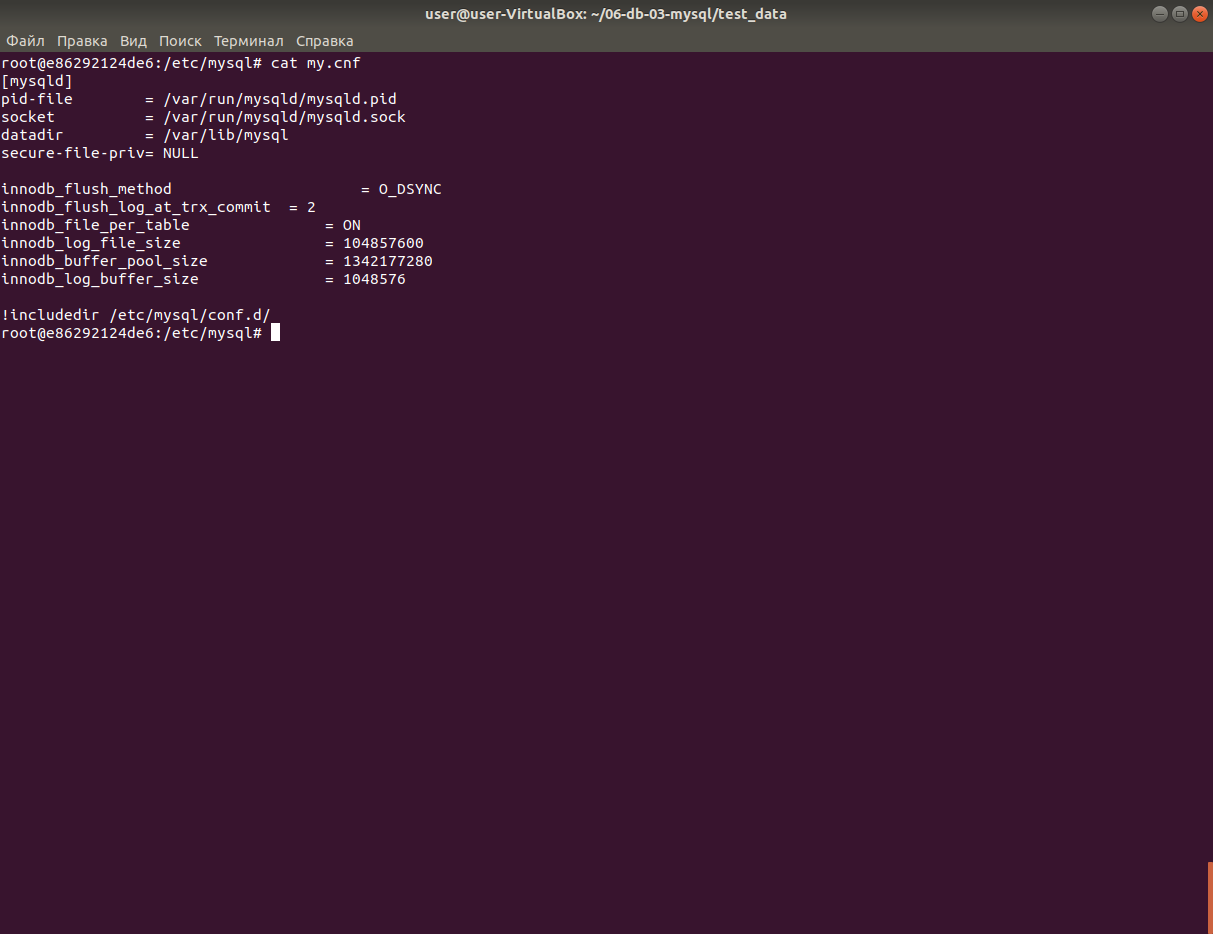 user@user-VirtualBox: ~/06-db-03-mysql/test_data
Файл Правка Вид Поиск Терминал Справка
root@e86292124de6:/etc/mysql# cat my.cnf
[mysqld]
pid-file        = /var/run/mysqld/mysqld.pid
socket          = /var/run/mysqld/mysqld.sock
datadir         = /var/lib/mysql
secure-file-priv= NULL

innodb_flush_method                     = O_DSYNC
innodb_flush_log_at_trx_commit  = 2
innodb_file_per_table               = ON
innodb_log_file_size                = 104857600
innodb_buffer_pool_size             = 1342177280
innodb_log_buffer_size              = 1048576

!includedir /etc/mysql/conf.d/
root@e86292124de6:/etc/mysql#